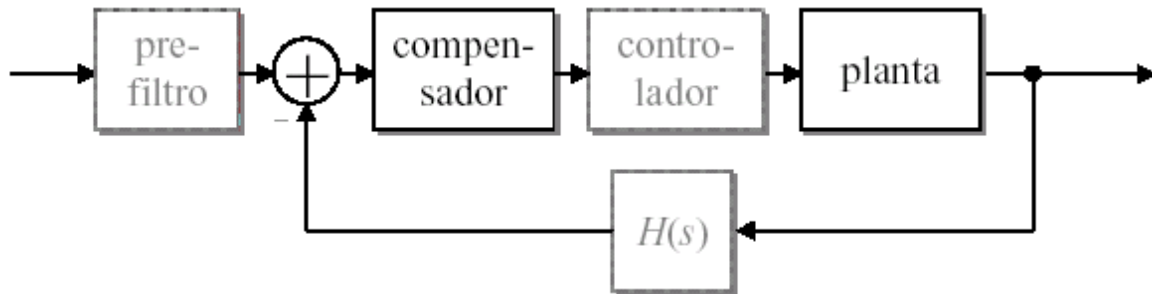 pre-
filtro
compen-
sador
contro-
lador
planta
+
−
H(s)